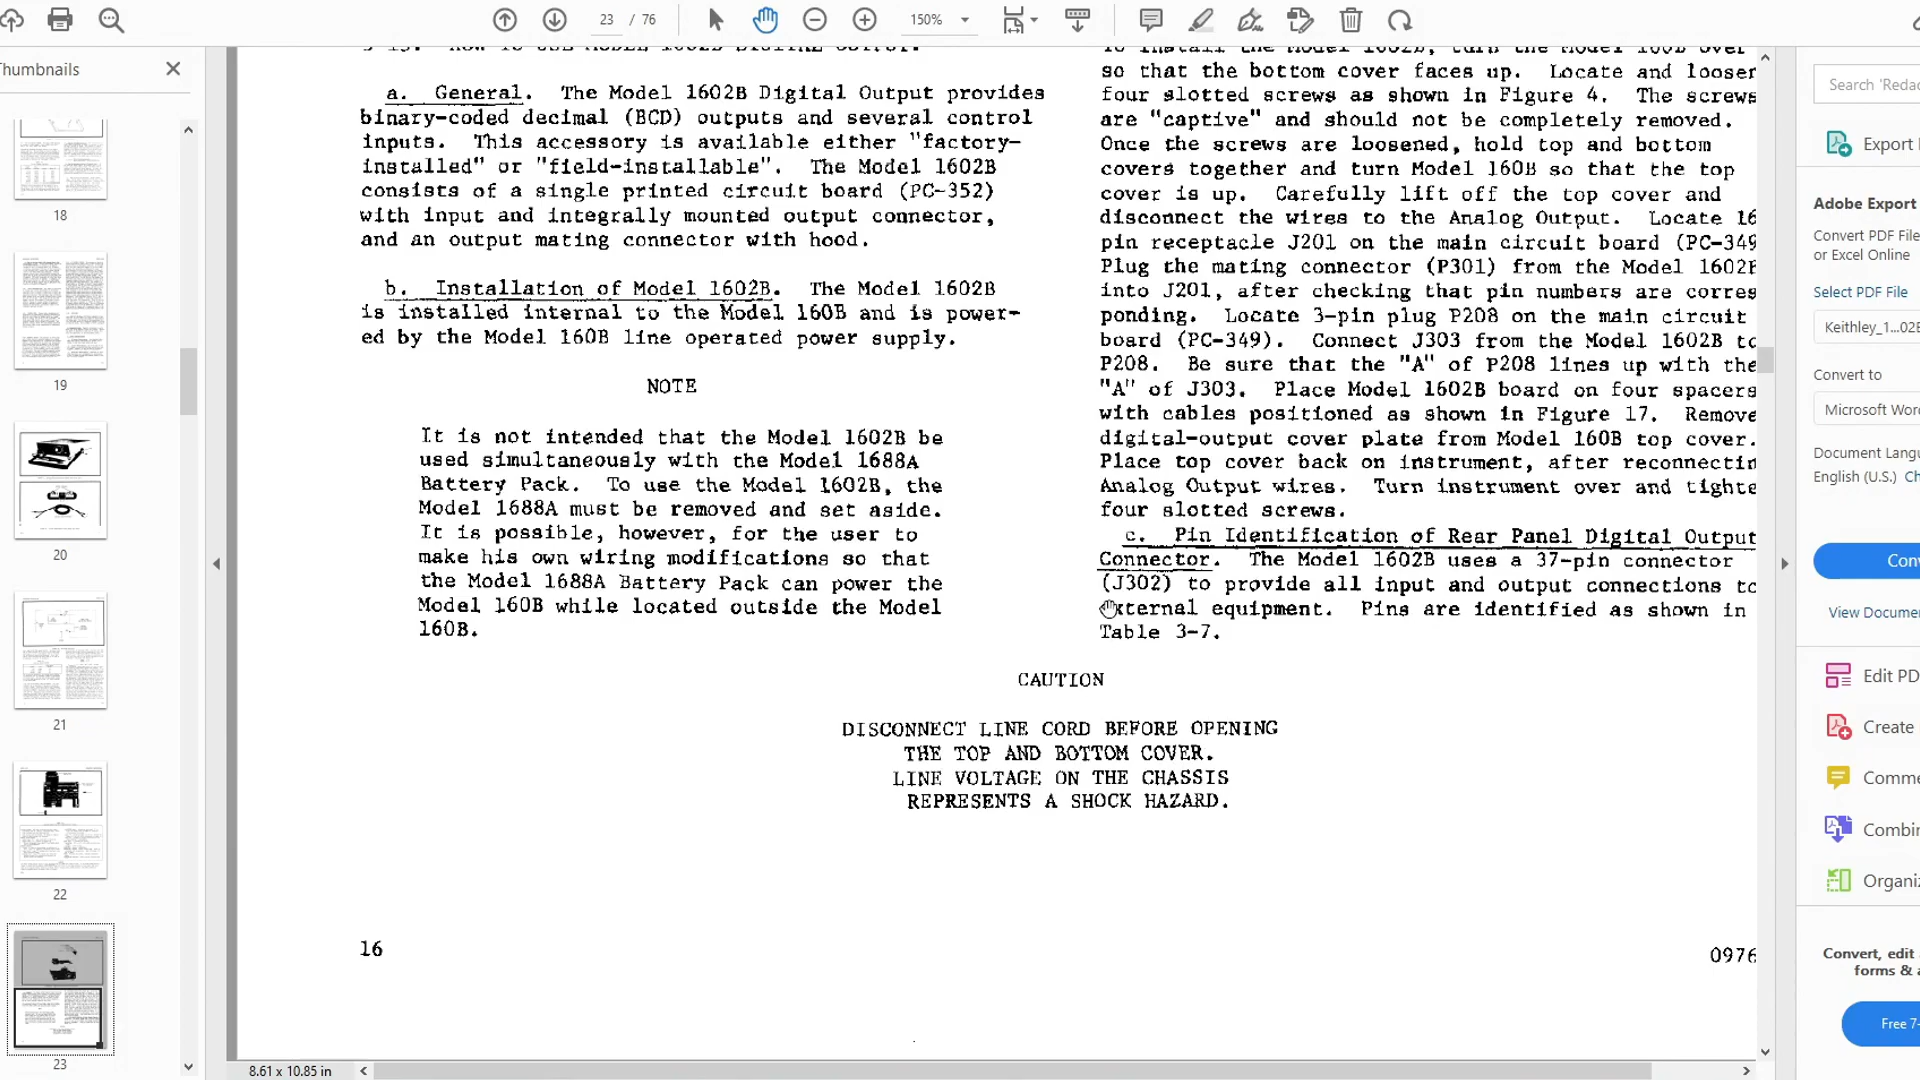 23 / 76
150%
Thumbnails
18
19
20
21
22
23
a. General. The Model 1602B Digital Output provides
binary-coded decimal (BCD) outputs and several control
inputs. This accessory is available either "factory-
installed" or "field-installable". The Model 1602B
consists of a single printed circuit board (PC-352)
with input and integrally mounted output connector,
and an output mating connector with hood.
b. Installation of Model 1602B. The Model 1602B
is installed internal to the Model 160B and is power-
ed by the Model 160B line operated power supply.
NOTE
It is not intended that the Model 1602B be
used simultaneously with the Model 1688A
Battery Pack. To use the Model 1602B, the
Model 1688A must be removed and set aside.
It is possible, however, for the user to
make his own wiring modifications so that
the Model 1688A Battery Pack can power the
Model 160B while located outside the Model
160B.
so that the bottom cover faces up. Locate and loosen
four slotted screws as shown in Figure 4. The screws
are "captive" and should not be completely removed.
Once the screws are loosened, hold top and bottom
covers together and turn Model 160B so that the top
cover is up. Carefully lift off the top cover and
disconnect the wires to the Analog Output. Locate 16
pin receptacle J201 on the main circuit board (PC-349
Plug the mating connector (P301) from the Model 1602B
into J201, after checking that pin numbers are corres
ponding. Locate 3-pin plug P208 on the main circuit
board (PC-349). Connect J303 from the Model 1602B to
P208. Be sure that the "A" of P208 lines up with the
"A" of J303. Place Model 1602B board on four spacers
with cables positioned as shown in Figure 17. Remove
digital-output cover plate from Model 160B top cover.
Place top cover back on instrument, after reconnectin
Analog Output wires. Turn instrument over and tighte
four slotted screws.
c. Pin Identification of Rear Panel Digital Output
Connector. The Model 1602B uses a 37-pin connector
(J302) to provide all input and output connections to
external equipment. Pins are identified as shown in
Table 3-7.
CAUTION
DISCONNECT LINE CORD BEFORE OPENING
THE TOP AND BOTTOM COVER.
LINE VOLTAGE ON THE CHASSIS
REPRESENTS A SHOCK HAZARD.
16
0976
8.61 x 10.85 in
Search 'Redac
Export
Adobe Export
Convert PDF File
or Excel Online
Select PDF File
Keithley_1...02B
Convert to
Microsoft Word
Document Langu
English (U.S.) Ch
Conv
View Docume
Edit PD
Create
Comme
Combin
Organiz
Convert, edit
forms & a
Free 7-